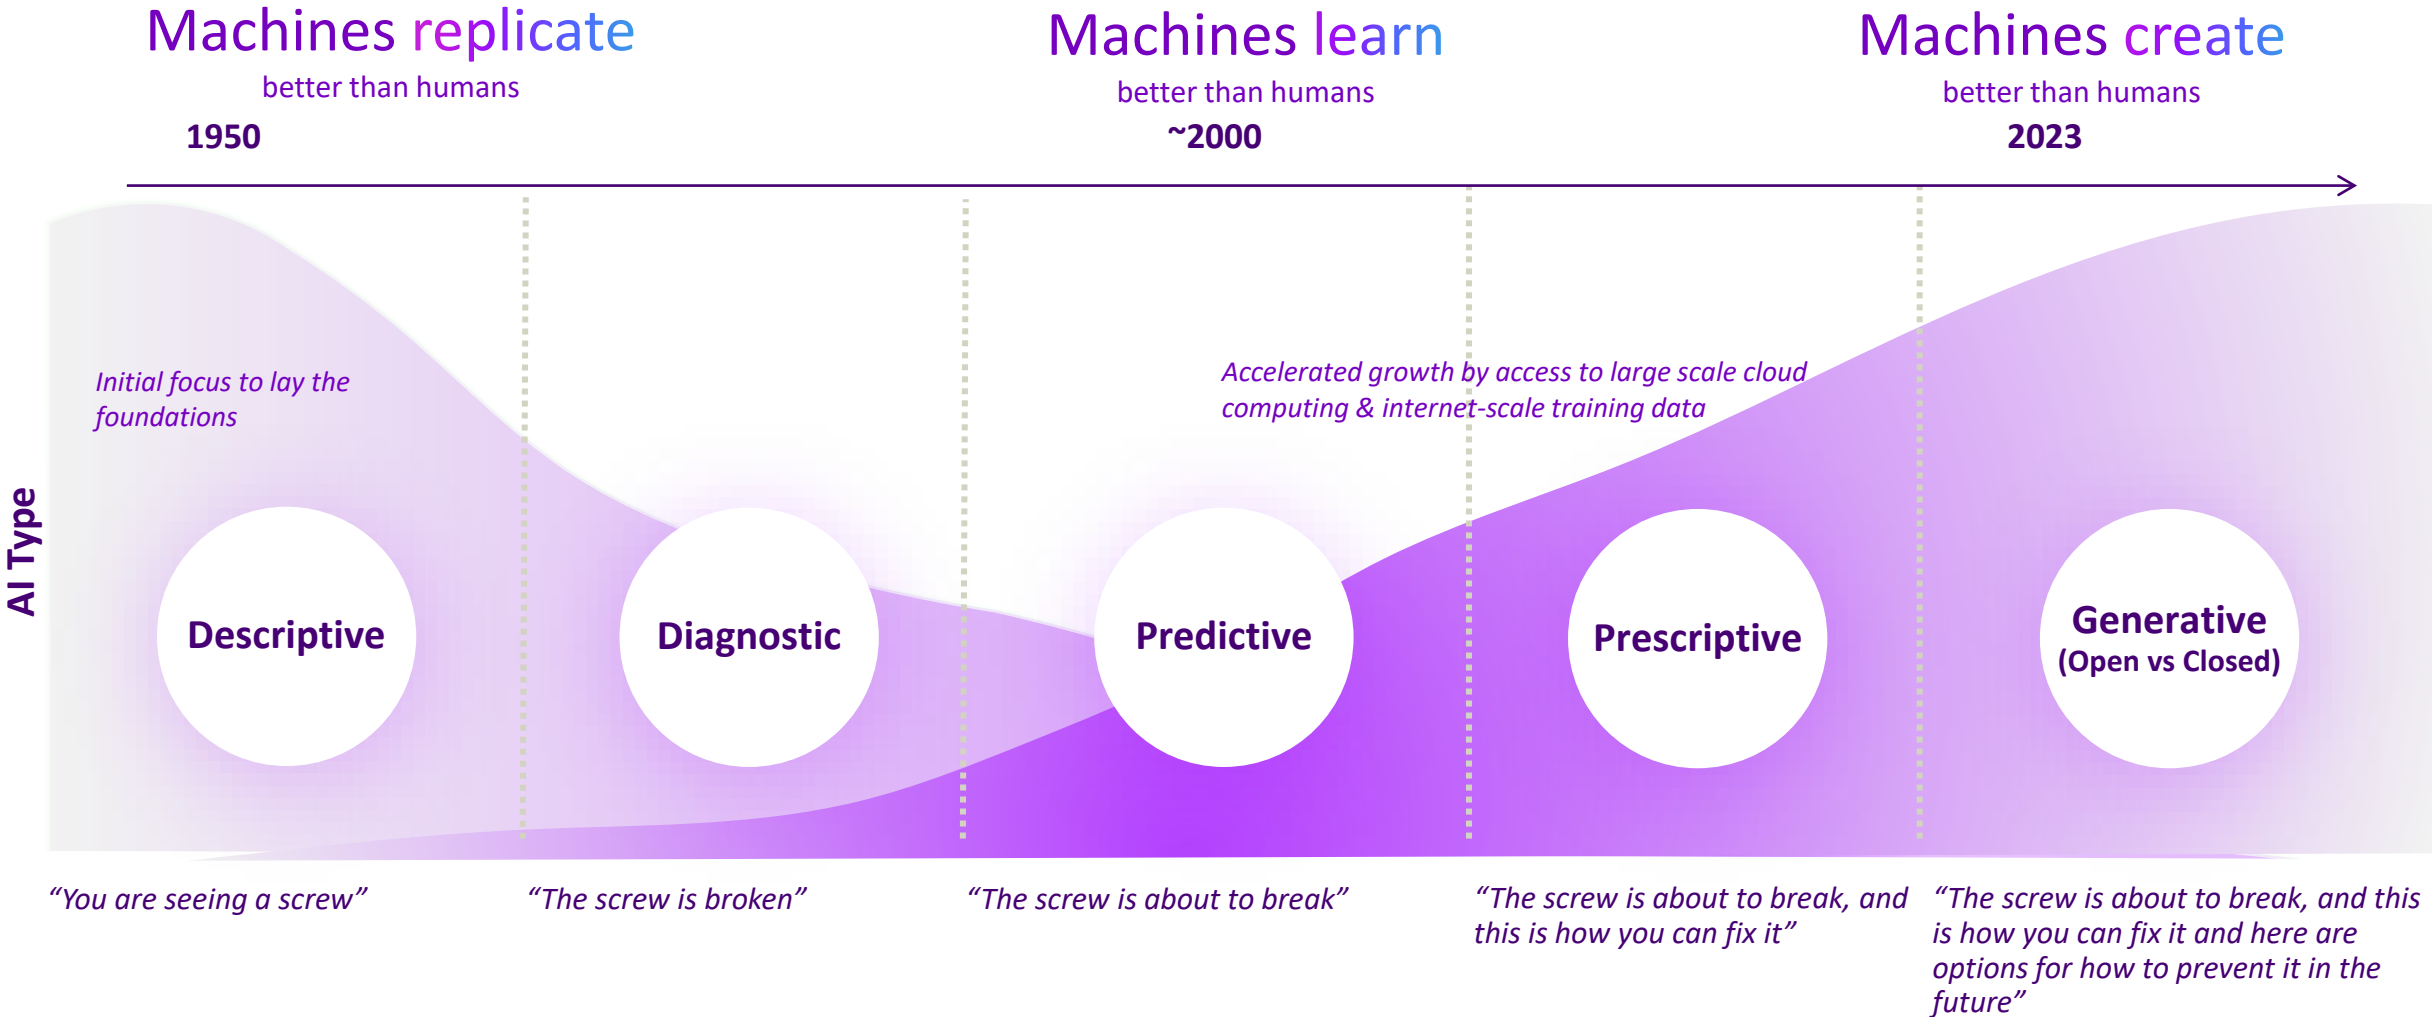 Machines replicate
better than humans
1950
Machines learn
better than humans
~2000
Machines create
better than humans
2023
Initial focus to lay the
foundations
Accelerated growth by access to large scale cloud
computing & internet-scale training data
AI Type
Descriptive
Diagnostic
Predictive
Prescriptive
Generative
(Open vs Closed)
“You are seeing a screw”
“The screw is broken”
“The screw is about to break”
“The screw is about to break, and
this is how you can fix it”
“The screw is about to break, and this
is how you can fix it and here are
options for how to prevent it in the
future”